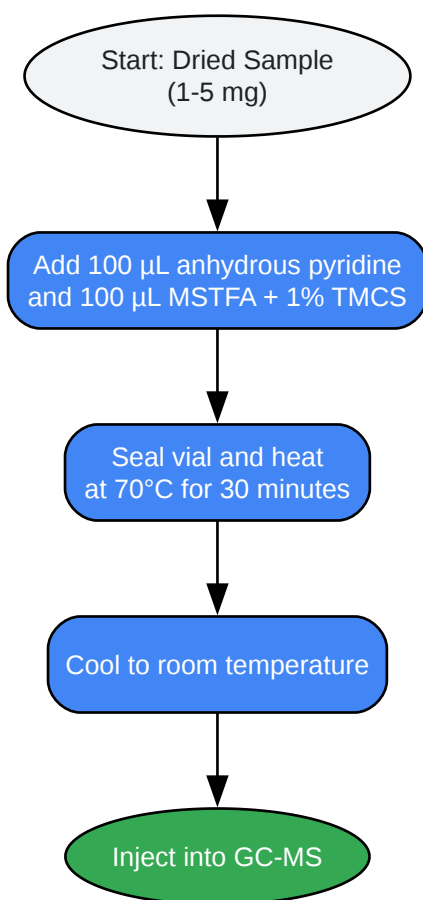 Start: Dried Sample
(1-5 mg)
Add 100 µL anhydrous pyridine
and 100 µL MSTFA + 1% TMCS
Seal vial and heat
at 70°C for 30 minutes
Cool to room temperature
Inject into GC-MS